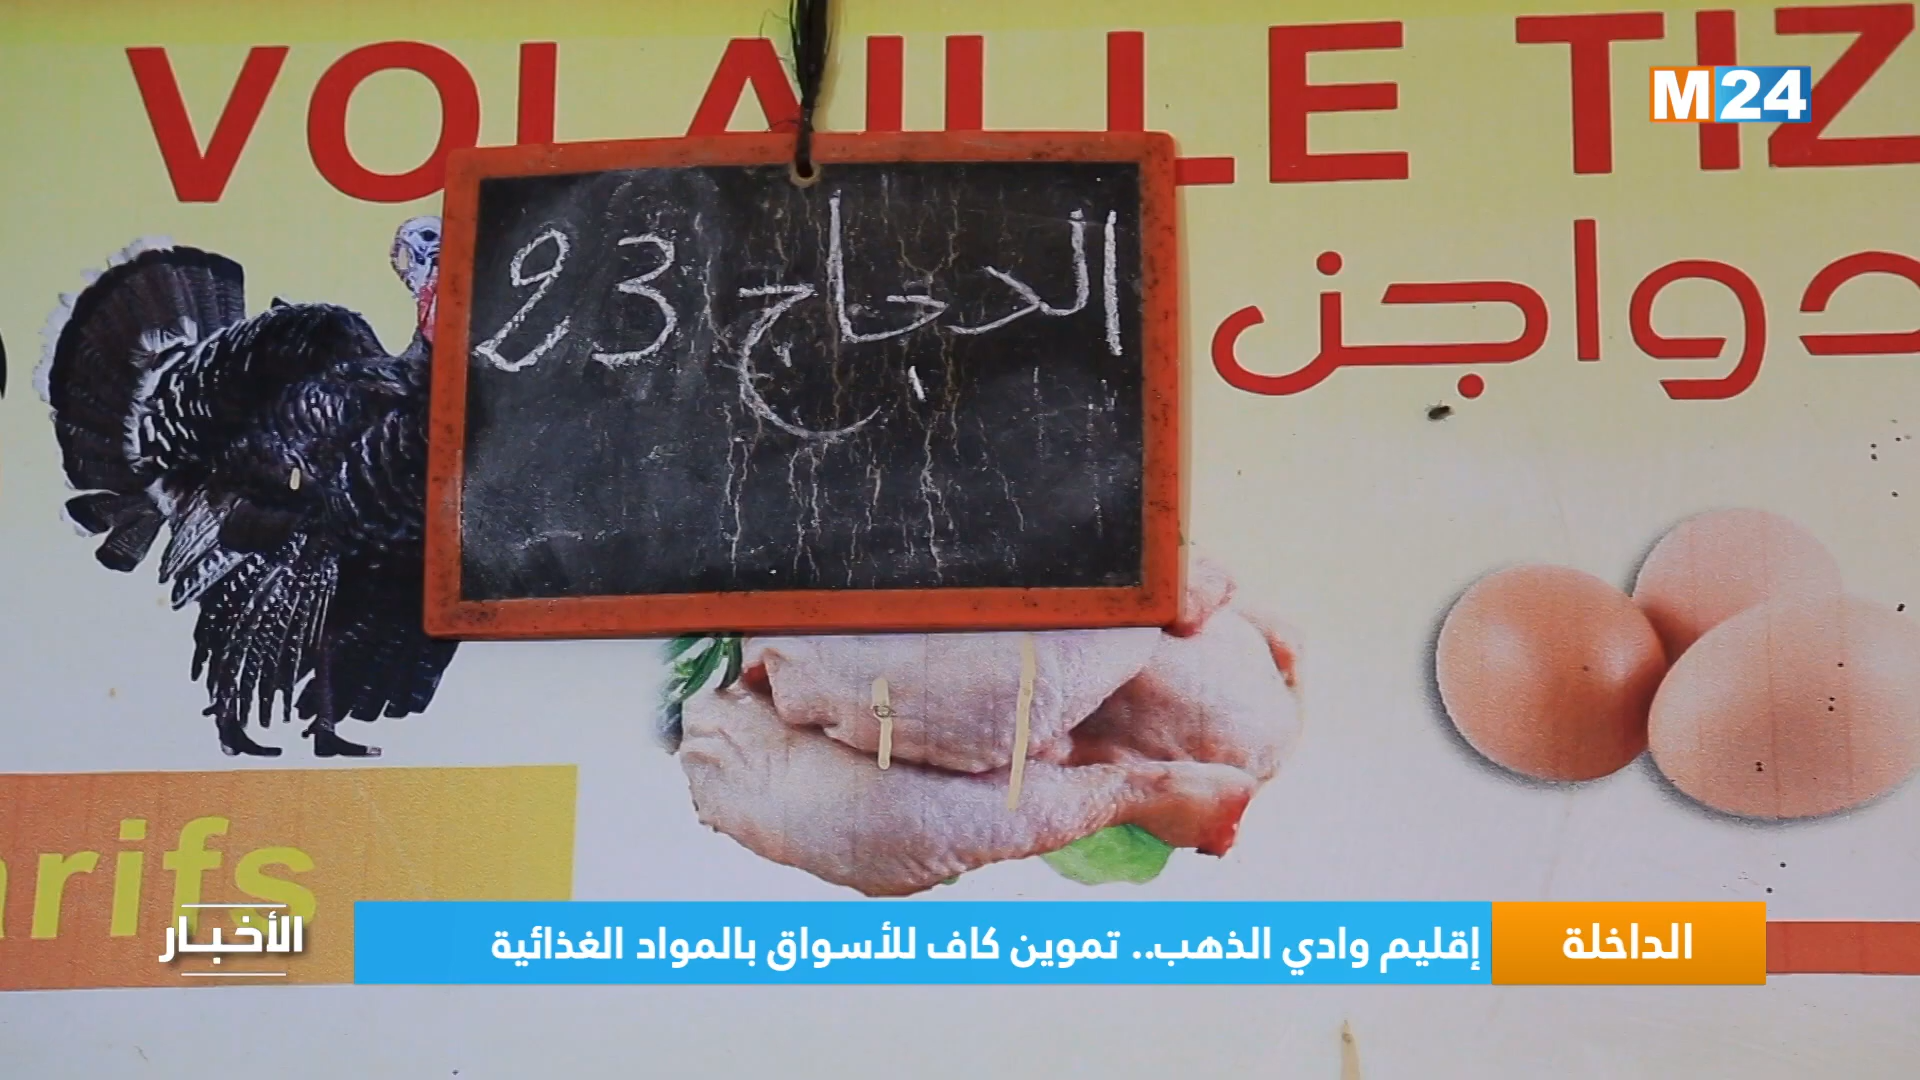 VOLAILLE TIZ
M24
الدجاج 23
دواجن
arifs
الداخلة
إقليم وادي الذهب.. تموين كاف للأسواق بالمواد الغذائية
الأخبار